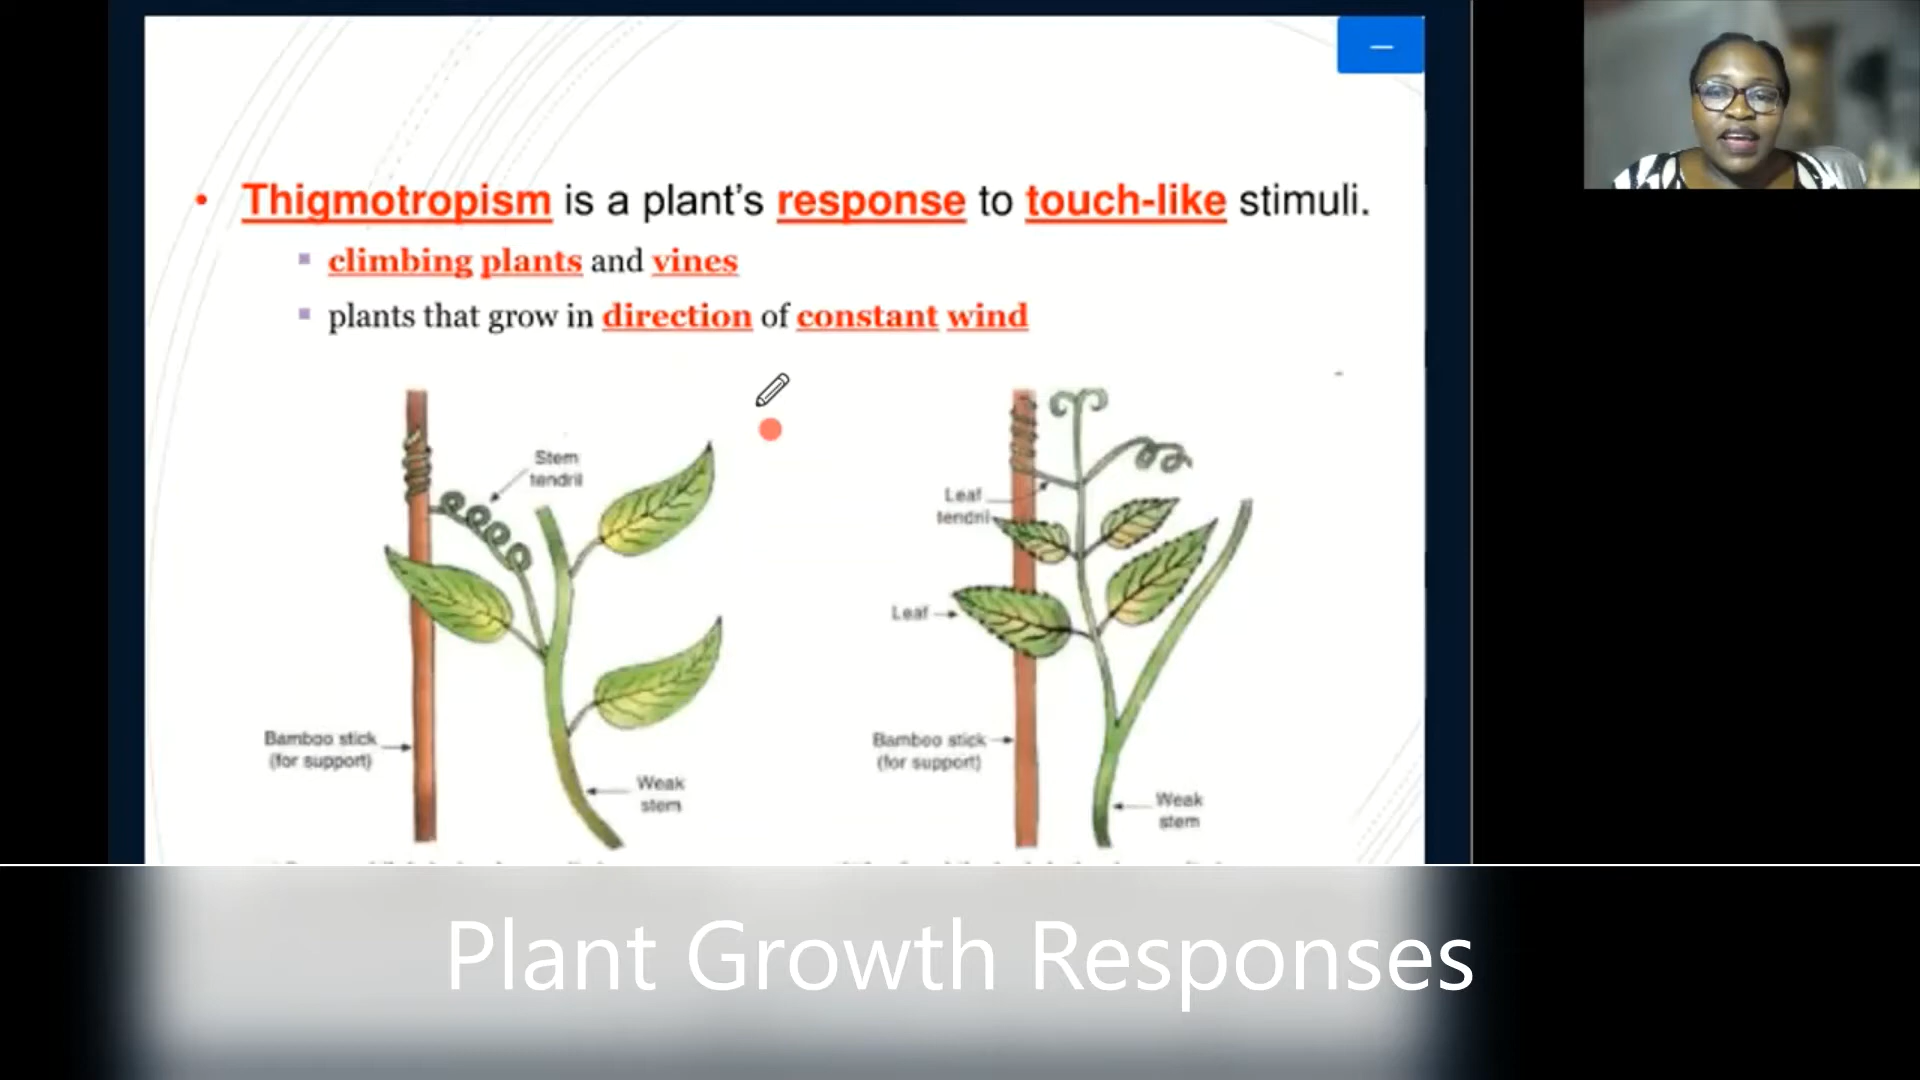 • Thigmotropism is a plant's response to touch-like stimuli.
▪ climbing plants and vines
▪ plants that grow in direction of constant wind
Stem
tendril
Bamboo stick
(for support)
Weak
stem
Leaf
tendril
Leaf
Bamboo stick
(for support)
Weak
stem
Plant Growth Responses